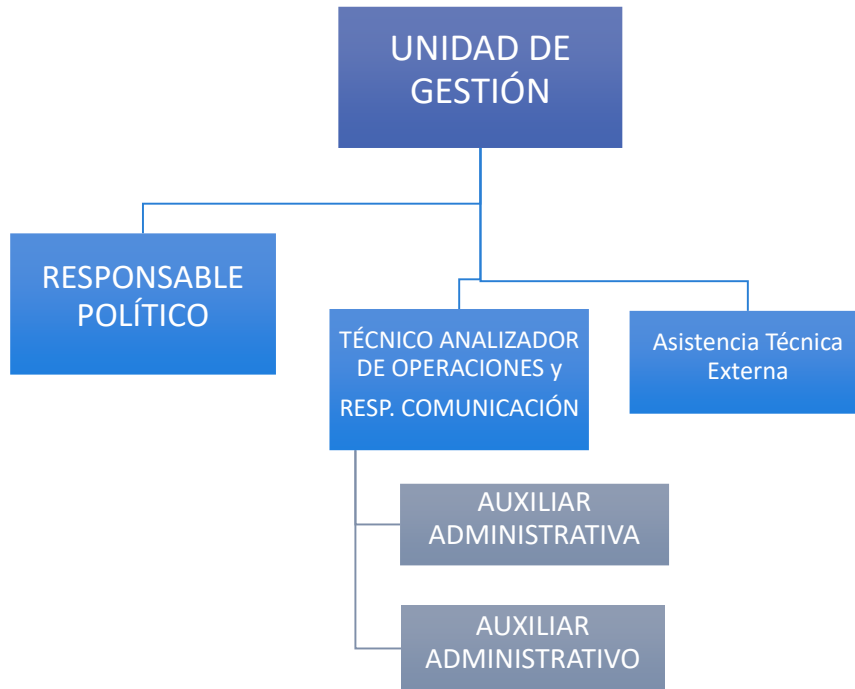 UNIDAD DE
GESTIÓN
RESPONSABLE
POLÍTICO
TÉCNICO ANALIZADOR
DE OPERACIONES y
RESP. COMUNICACIÓN
Asistencia Técnica
Externa
AUXILIAR
ADMINISTRATIVA
AUXILIAR
ADMINISTRATIVO